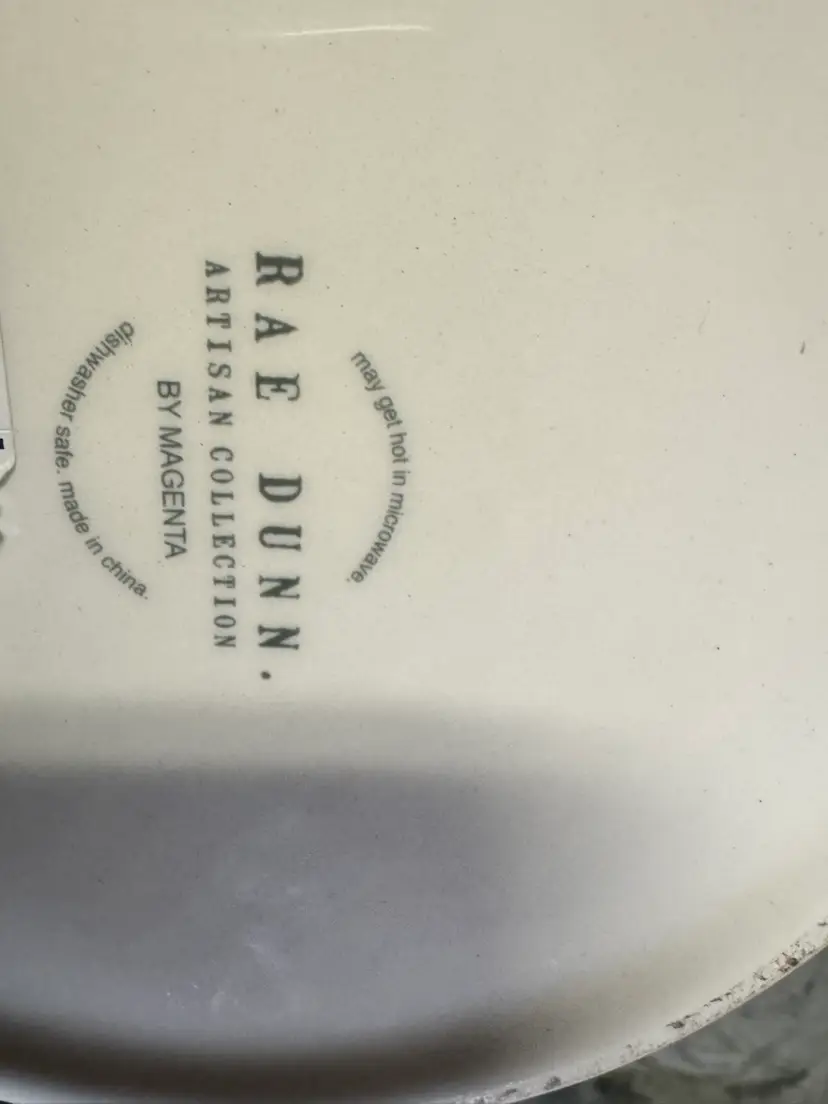 may get hot in microwave.
RAE DUNN.
ARTISAN COLLECTION
BY MAGENTA
dishwasher safe. made in china.